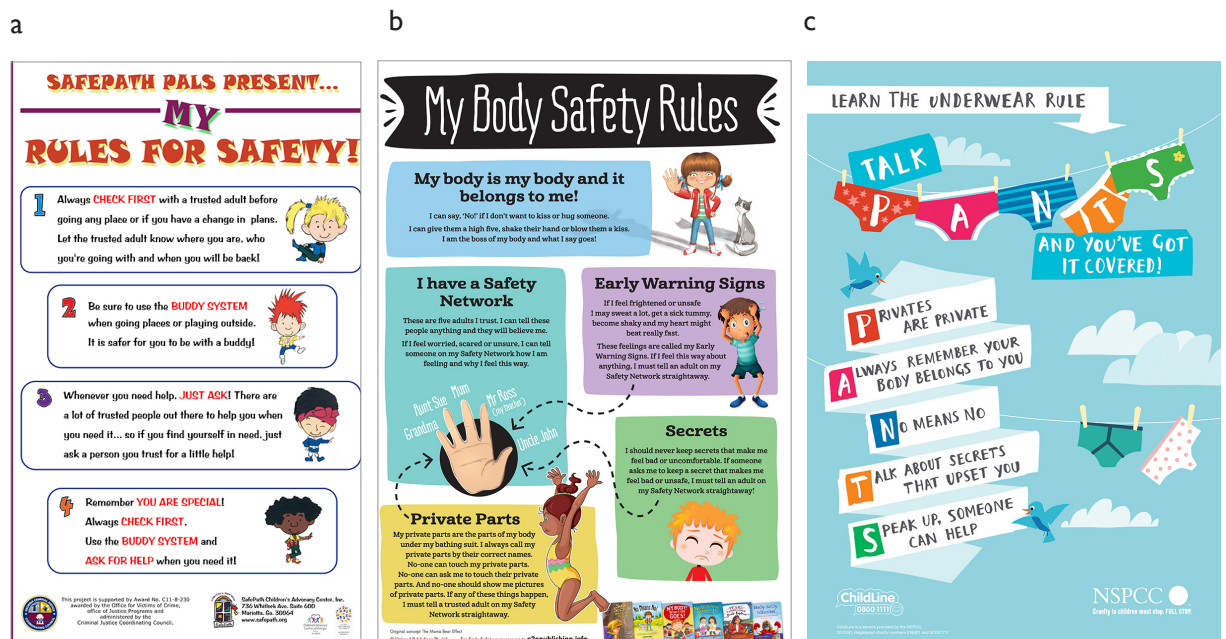 a
SAFEPATH PALS PRESENT...
MY
RULES FOR SAFETY!
1
Always CHECK FIRST with a trusted adult before
going any place or if you have a change in plans.
Let the trusted adult know where you are, who
you're going with and when you will be back!
2
Be sure to use the BUDDY SYSTEM
when going places or playing outside.
It is safer for you to be with a buddy!
3
Whenever you need help, JUST ASK! There are
a lot of trusted people out there to help you when
you need it... so if you find yourself in need, just
ask a person you trust for a little help!
4
Remember YOU ARE SPECIAL!
Always CHECK FIRST.
Use the BUDDY SYSTEM and
ASK FOR HELP when you need it!
This project is supported by Award No. C11-8-230
awarded by the Office for Victims of Crime,
office of Justice Programs and
administered by the
Criminal Justice Coordinating Council.
SafePath Children's Advocacy Center, Inc.
736 Whitlock Ave. Suite 600
Marietta, Ga. 30064
www.safepath.org
b
My Body Safety Rules
My body is my body and it
belongs to me!
I can say, 'No!' if I don't want to kiss or hug someone.
I can give them a high five, shake their hand or blow them a kiss.
I am the boss of my body and what I say goes!
I have a Safety
Network
These are five adults I trust. I can tell these
people anything and they will believe me.
If I feel worried, scared or unsure, I can tell
someone on my Safety Network how I am
feeling and why I feel this way.
Grandma
Aunt Sue
Mum
Mr Ross
(my teacher)
Uncle John
Early Warning Signs
If I feel frightened or unsafe
I may sweat a lot, get a sick tummy,
become shaky and my heart might
beat really fast.
These feelings are called my Early
Warning Signs. If I feel this way about
anything, I must tell an adult on my
Safety Network straightaway.
Secrets
I should never keep secrets that make me
feel bad or uncomfortable. If someone
asks me to keep a secret that makes me
feel bad or unsafe, I must tell an adult on
my Safety Network straightaway!
Private Parts
My private parts are the parts of my body
under my bathing suit. I always call my
private parts by their correct names.
No-one can touch my private parts.
No-one can ask me to touch their private
parts. And no-one should show me pictures
of private parts. If any of these things happen,
I must tell a trusted adult on my Safety
Network straightaway.
Original concept The Mama Bear Effect
c
LEARN THE UNDERWEAR RULE
TALK
P A N T S
AND YOU'VE GOT
IT COVERED!
PRIVATES
ARE PRIVATE
ALWAYS REMEMBER YOUR
BODY BELONGS TO YOU
NO MEANS NO
TALK ABOUT SECRETS
THAT UPSET YOU
SPEAK UP, SOMEONE
CAN HELP
ChildLine
0800 1111
NSPCC
Cruelty to children must stop. FULL STOP.